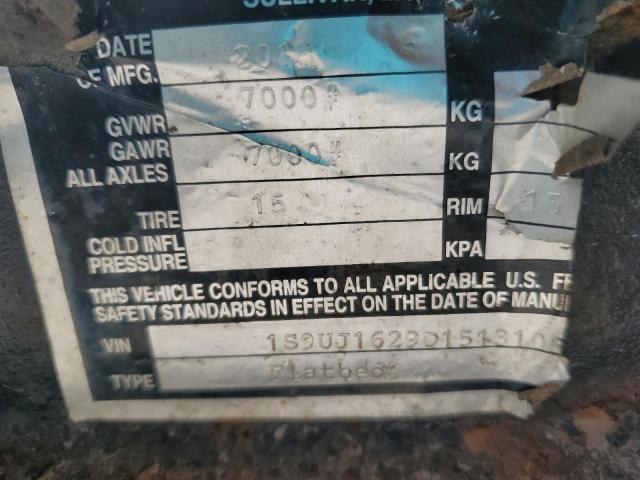 DATE
OF MFG.
7000#
KG
GVWR
GAWR
ALL AXLES
7000#
KG
TIRE
15
RIM
15
COLD INFL
PRESSURE
KPA
THIS VEHICLE CONFORMS TO ALL APPLICABLE U.S.
SAFETY STANDARDS IN EFFECT ON THE DATE OF
VIN
TYPE
Flatbed